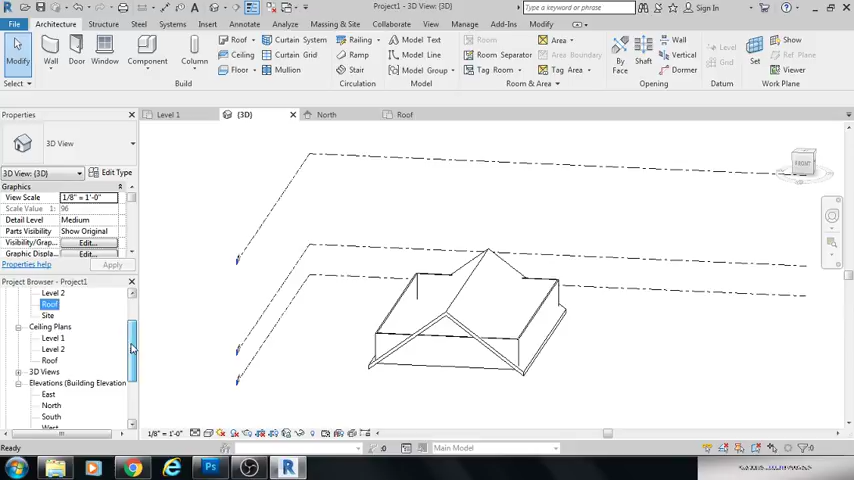 Project1 - 3D View: {3D}
Type a keyword or phrase
Sign In
File Architecture Structure Steel Systems Insert Annotate Analyze Massing & Site Collaborate View Manage Add-Ins Modify
Modify Wall Door Window Component Column
Roof Curtain System Railing Model Text Room Area Wall Level Show
Ceiling Curtain Grid Ramp Model Line Room Separator Area Boundary By Face Shaft Vertical Grid Set Ref Plane
Floor Mullion Stair Model Group Tag Room Tag Area Dormer Viewer
Select Build Circulation Model Room & Area Opening Datum Work Plane
Level 1 {3D} North Roof
Properties
3D View
3D View: {3D} Edit Type
Graphics
View Scale 1/8" = 1'-0"
Scale Value 1: 96
Detail Level Medium
Parts Visibility Show Original
Visibility/Grap... Edit...
Graphic Displa... Edit...
Properties help Apply
Project Browser - Project1
Level 2
Roof
Site
Ceiling Plans
Level 1
Level 2
Roof
3D Views
Elevations (Building Elevation
East
North
South
West
FRONT
1/8" = 1'-0"
Ready :0 Main Model :0